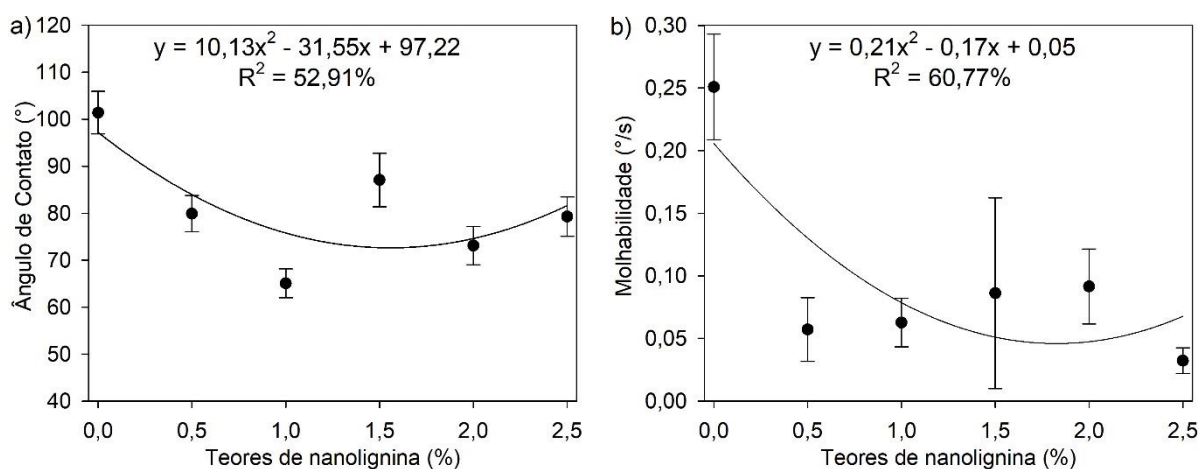 a)
y = 10,13x² - 31,55x + 97,22
R² = 52,91%
Ângulo de Contato (°)
120
110
100
90
80
70
60
50
40
0,0 0,5 1,0 1,5 2,0 2,5
Teores de nanolignina (%)
b)
y = 0,21x² - 0,17x + 0,05
R² = 60,77%
Molhabilidade (°/s)
0,30
0,25
0,20
0,15
0,10
0,05
0,00
0,0 0,5 1,0 1,5 2,0 2,5
Teores de nanolignina (%)